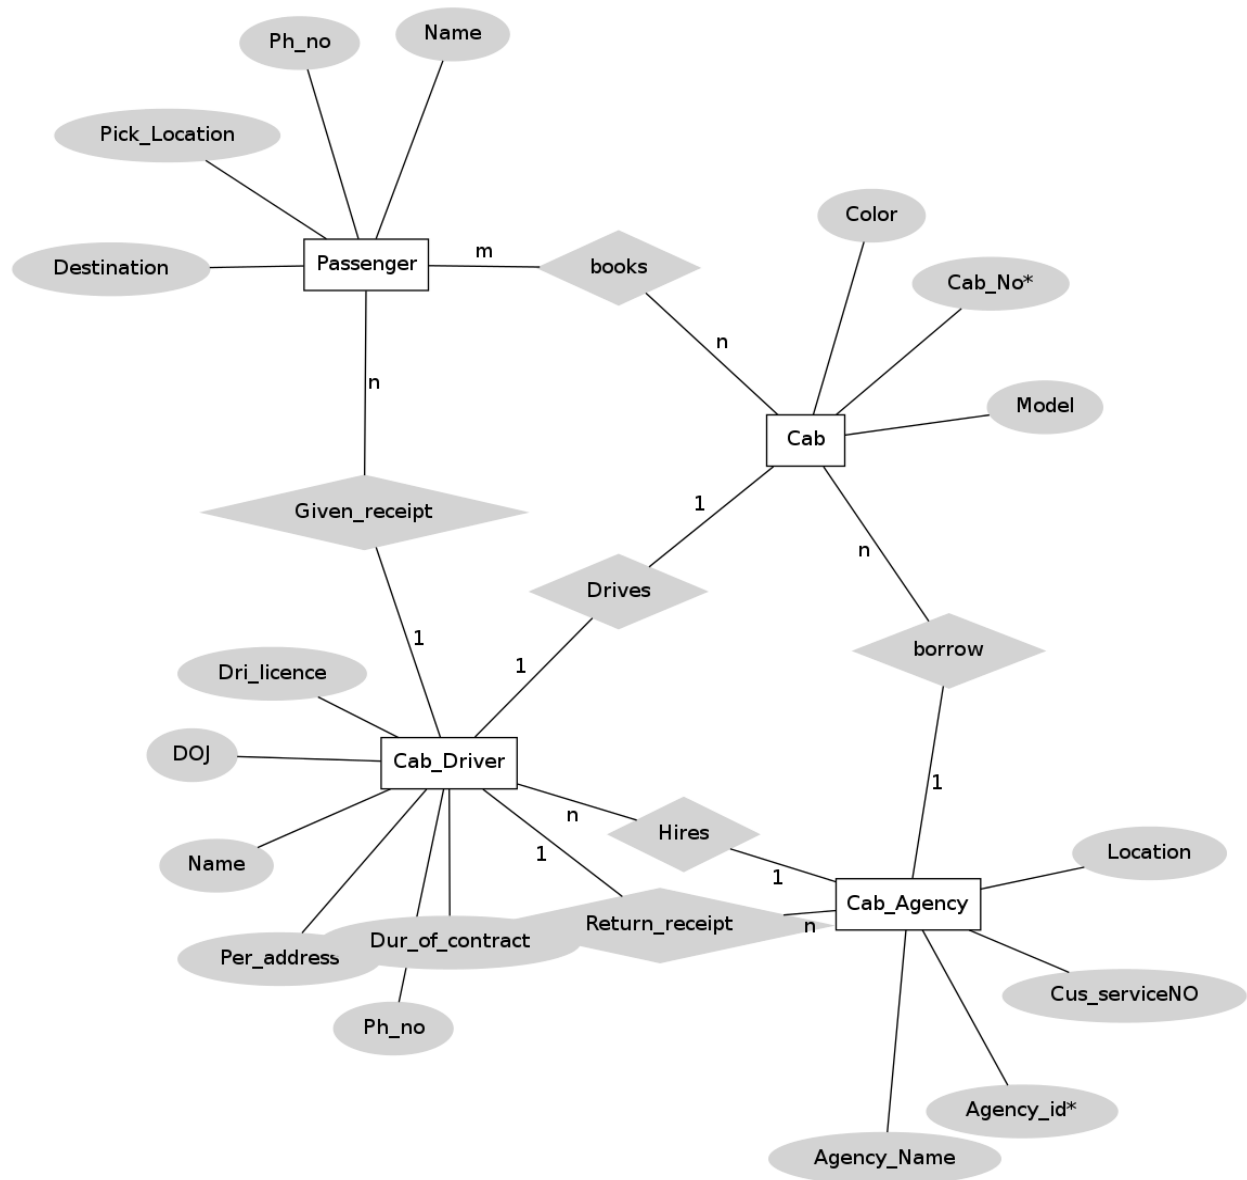 Name
Ph_no
Pick_Location
Color
Passenger
m
books
Destination
Cab_No*
n
n
Model
Cab
1
Given_receipt
n
Drives
1
borrow
1
Dri_licence
DOJ
Cab_Driver
1
n
Hires
1
Location
1
Name
Cab_Agency
Return_receipt
n
Dur_of_contract
Per_address
Cus_serviceNO
Ph_no
Agency_id*
Agency_Name